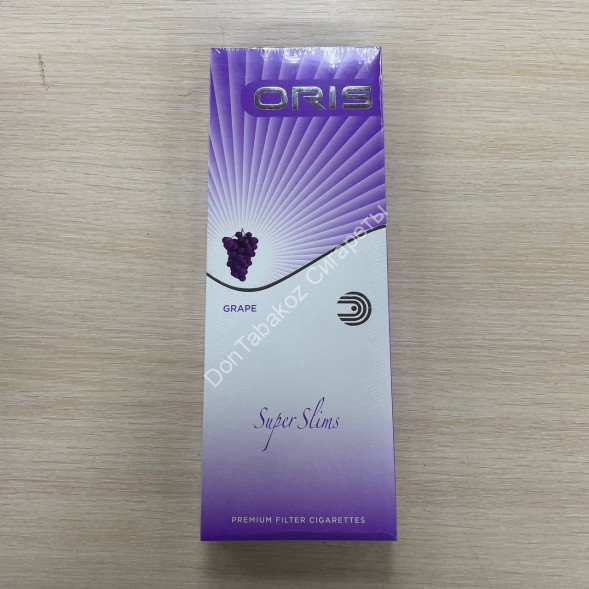 ORIS
GRAPE
DonTabakoz Сигареты
Super Slims
PREMIUM FILTER CIGARETTES